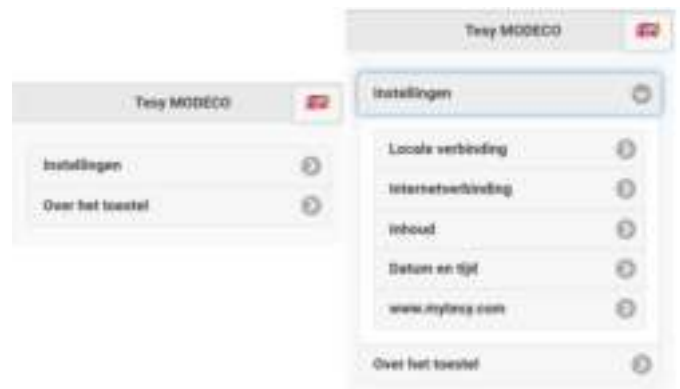 Tesy MODECO
Instellingen
Over het toestel
Tesy MODECO
Instellingen
Locale verbinding
Internetverbinding
Inhoud
Datum en tijd
www.mytesy.com
Over het toestel